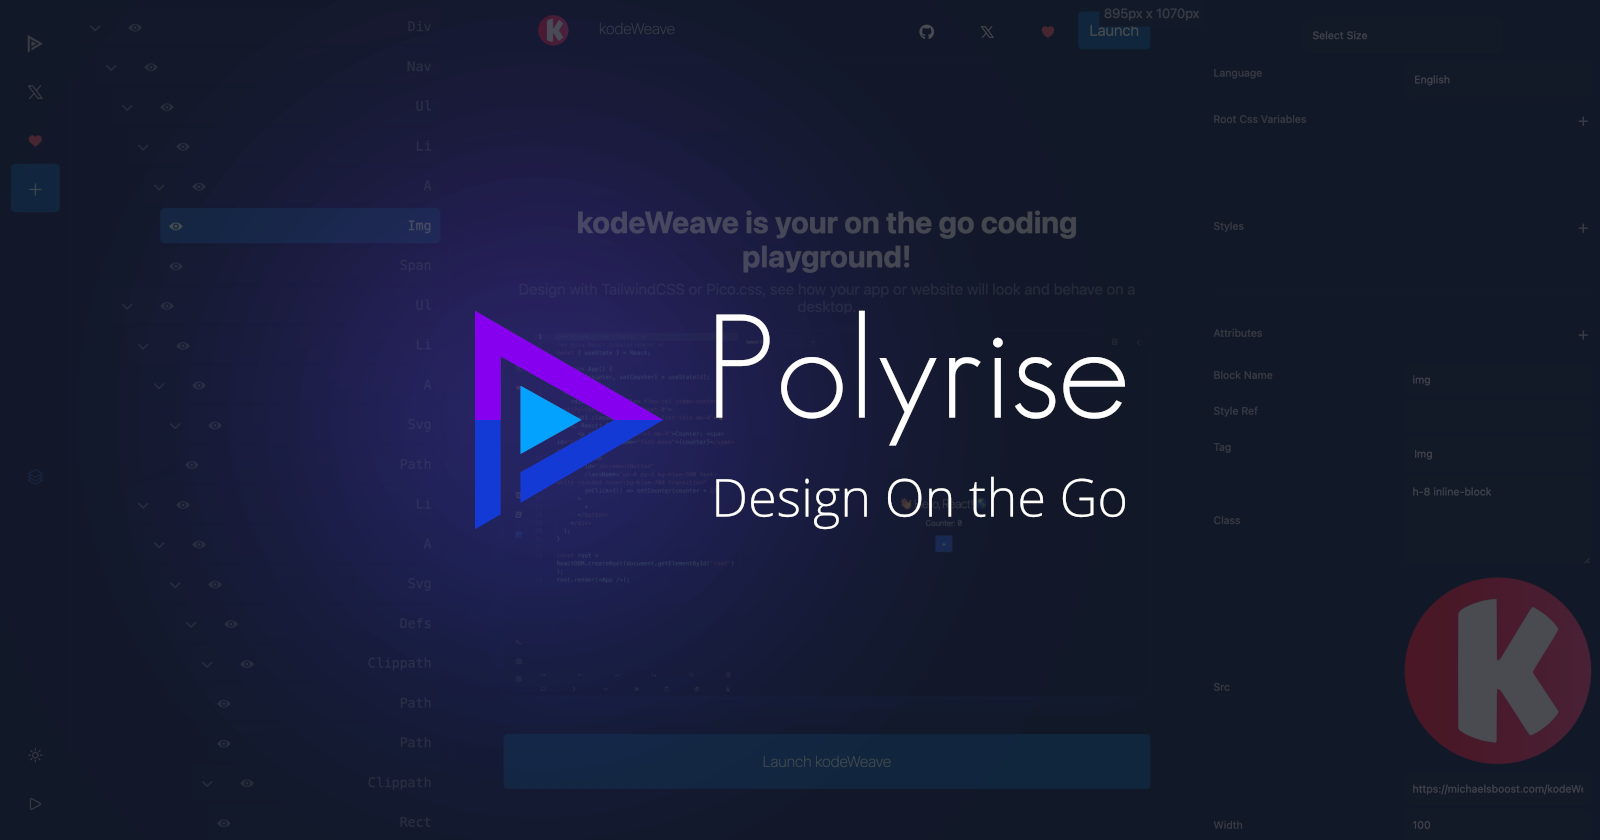 Div
Nav
Ul
Li
A
Img
Span
Ul
Li
A
Svg
Path
Li
A
Svg
Defs
Clippath
Path
Path
Clippath
Rect
kodeWeave
Launch
895px x 1070px
kodeWeave is your on the go coding
playground!
Design with TailwindCSS or Pico.css, see how your app or website will look and behave on a
desktop.
Polyrise
Design On the Go
Counter: 0
Launch kodeWeave
Select Size
Language
English
Root Css Variables
Styles
Attributes
Block Name
img
Style Ref
Tag
Img
Class
h-8 inline-block
Src
https://michaelsboost.com/kodeWe
Width
100